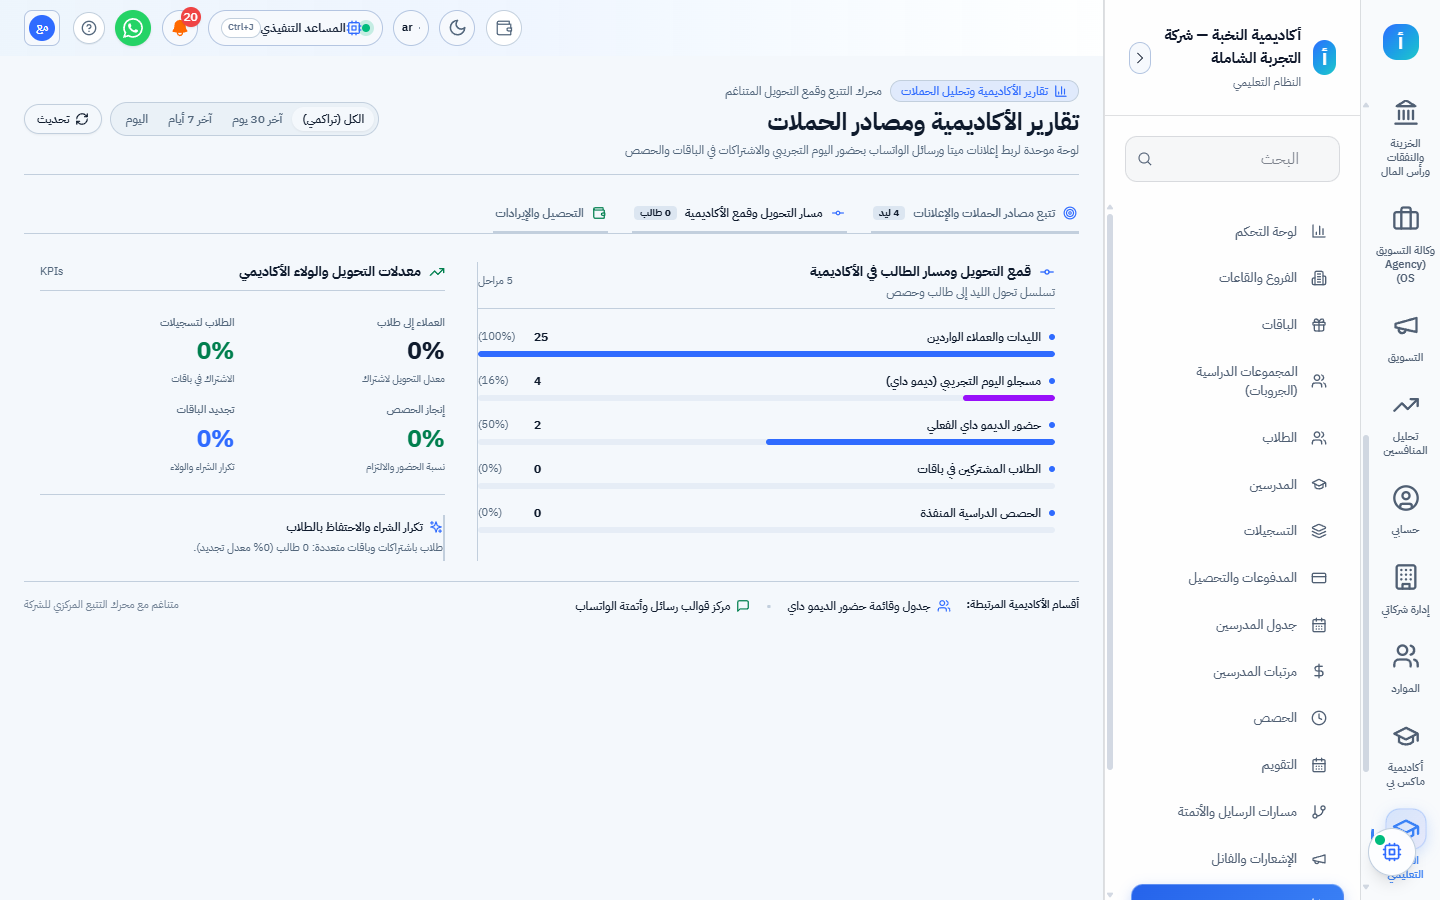 أ
الخزينة
والنفقات
ورأس المال
وكالة التسويق
(Agency
OS)
التسويق
تحليل
المنافسين
حسابي
إدارة شركاتي
الموارد
أكاديمية
ماكس بي
التعليمي
أ
أكاديمية النخبة — شركة
التجربة الشاملة
النظام التعليمي
البحث
لوحة التحكم
الفروع والقاعات
الباقات
المجموعات الدراسية
(الجروبات)
الطلاب
المدرسين
التسجيلات
المدفوعات والتحصيل
جدول المدرسين
مرتبات المدرسين
الحصص
التقويم
مسارات الرسايل والأتمتة
الإشعارات والقانل
ar
المساعد التنفيذي Ctrl+J
20
مع
تقارير الأكاديمية وتحليل الحملات
محرك التتبع وقمع التحويل المتناغم
تقارير الأكاديمية ومصادر الحملات
لوحة موحدة لربط إعلانات ميتا ورسائل الواتساب بحضور اليوم التجريبي والاشتراكات في الباقات والحصص
الكل (تراكمي)
آخر 30 يوم
آخر 7 أيام
اليوم
تحديث
تتبع مصادر الحملات والإعلانات 4 ليد
مسار التحويل وقمع الأكاديمية 0 طالب
التحصيل والإيرادات
قمع التحويل ومسار الطالب في الأكاديمية
تسلسل تحول الليد إلى طالب وحصص
5 مراحل
الليدات والعملاء الواردين 25 (100%)
مسجلو اليوم التجريبي (ديمو داي) 4 (16%)
حضور الديمو داي الفعلي 2 (50%)
الطلاب المشتركين في باقات 0 (0%)
الحصص الدراسية المنفذة 0 (0%)
معدلات التحويل والولاء الأكاديمي
KPIs
العملاء إلى طلاب
0%
معدل التحويل لاشتراك
الطلاب لتسجيلات
0%
الاشتراك في باقات
إنجاز الحصص
0%
نسبة الحضور والالتزام
تجديد الباقات
0%
تكرار الشراء والولاء
تكرار الشراء والاحتفاظ بالطلاب
طلاب باشتراكات وباقات متعددة: 0 طالب (0% معدل تجديد).
أقسام الأكاديمية المرتبطة:
جدول وقائمة حضور الديمو داي
مركز قوالب رسائل وأتمتة الواتساب
متناغم مع محرك التتبع المركزي للشركة